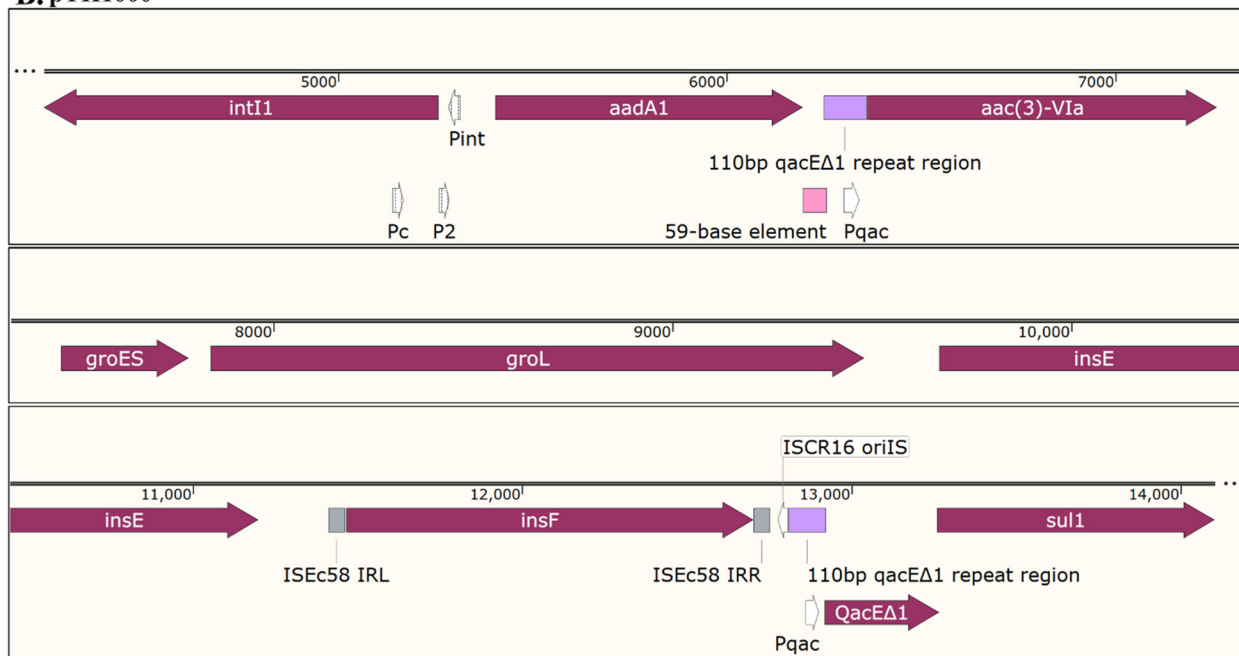 5000
6000
7000
intI1
aadA1
aac(3)-VIa
Pint
110bp qacEΔ1 repeat region
Pc
P2
59-base element
Pqac
8000
9000
10,000
groES
groL
insE
ISCR16 oriIS
11,000
12,000
13,000
14,000
insE
insF
sul1
ISEc58 IRL
ISEc58 IRR
110bp qacEΔ1 repeat region
QacEΔ1
Pqac